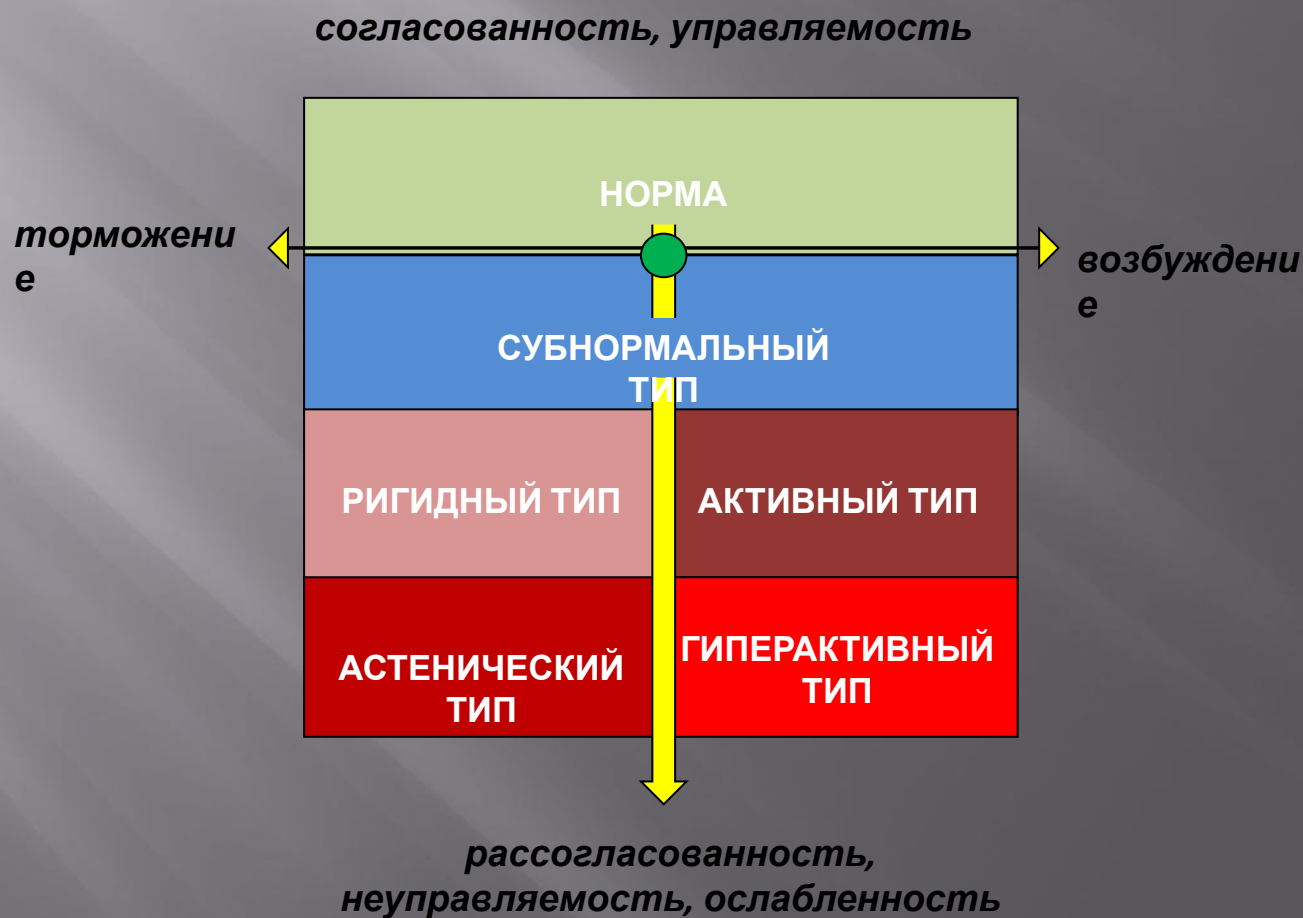 согласованность, управляемость
НОРМА
торможени
е
возбуждени
е
СУБНОРМАЛЬНЫЙ
ТИП
РИГИДНЫЙ ТИП
АКТИВНЫЙ ТИП
АСТЕНИЧЕСКИЙ
ТИП
ГИПЕРАКТИВНЫЙ
ТИП
рассогласованность,
неуправляемость, ослабленность